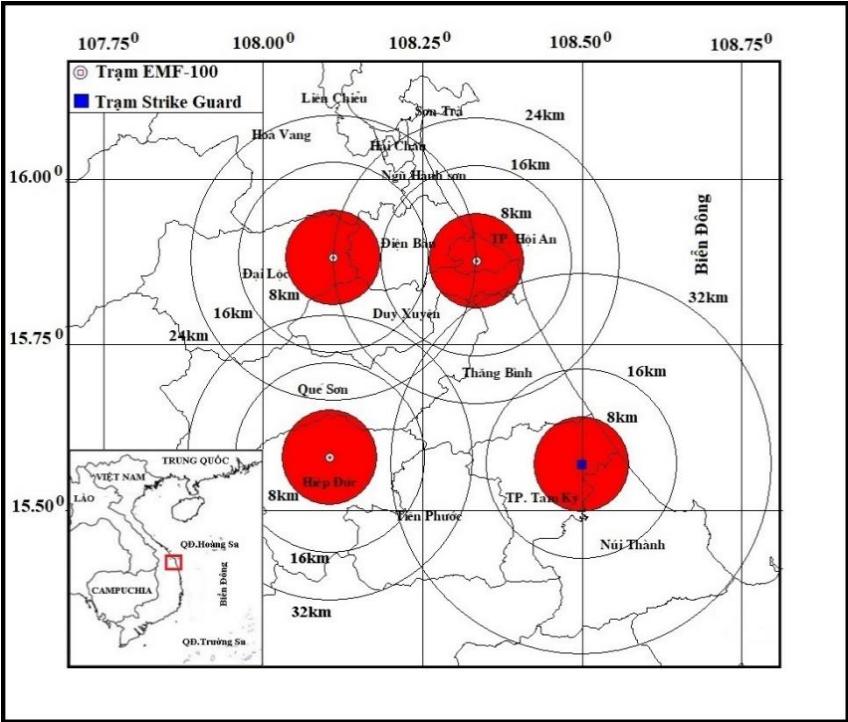 107.75⁰ 108.00⁰ 108.25⁰ 108.50⁰ 108.75⁰
Trạm EMF-100
Trạm Strike Guard
Liên Chiểu
Sơn Trà
24km
Hoà Vang
Hải Châu
16km
16.00⁰
Ngũ Hành sơn
8km
Biển Đông
Điện Bàn
TP. Hội An
Đại Lộc
8km
32km
16km
Duy Xuyên
24km
15.75⁰
Thăng Bình
16km
Quế Sơn
8km
TRUNG QUỐC
VIỆT NAM
Hiệp Đức
LÀO
8km
TP. Tam Kỳ
15.50⁰
Tiên Phước
QĐ.Hoàng Sa
Núi Thành
16km
CAMPUCHIA
Biển Đông
32km
QĐ.Trường Sa